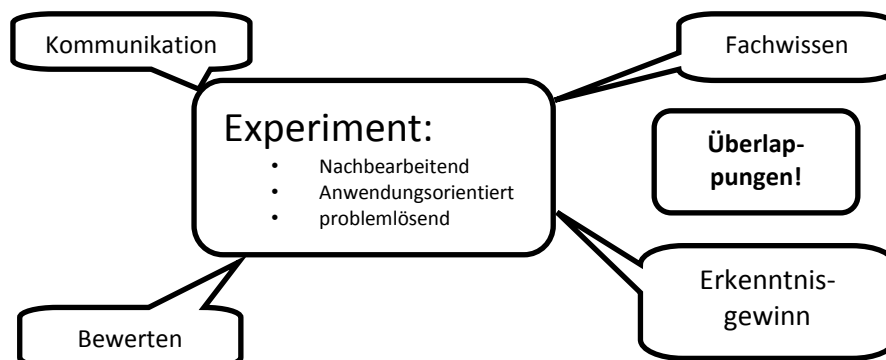 Kommunikation
Fachwissen
Experiment:
• Nachbearbeitend
• Anwendungsorientiert
• problemlösend
Überlap-
pungen!
Erkenntnis-
gewinn
Bewerten